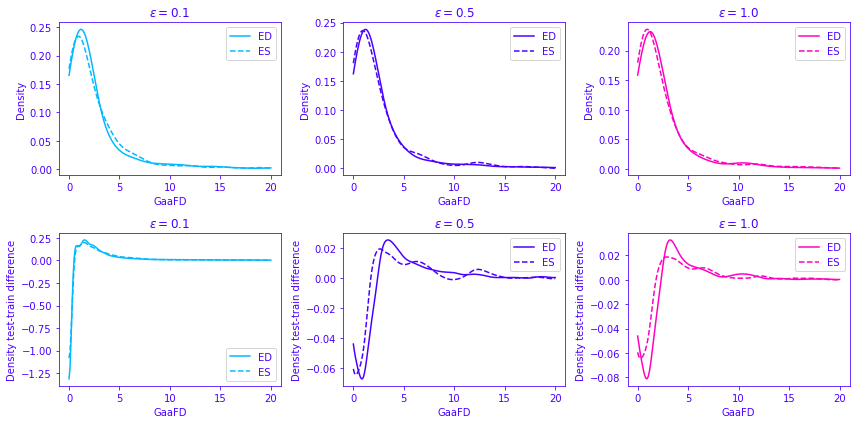 ε = 0.1
Density
0.25
0.20
0.15
0.10
0.05
0.00
ED
ES
0 5 10 15 20
GaaFD
ε = 0.5
Density
0.25
0.20
0.15
0.10
0.05
0.00
ED
ES
0 5 10 15 20
GaaFD
ε = 1.0
Density
0.20
0.15
0.10
0.05
0.00
ED
ES
0 5 10 15 20
GaaFD
ε = 0.1
Density test-train difference
0.25
0.00
−0.25
−0.50
−0.75
−1.00
−1.25
ED
ES
0 5 10 15 20
GaaFD
ε = 0.5
Density test-train difference
0.02
0.00
−0.02
−0.04
−0.06
ED
ES
0 5 10 15 20
GaaFD
ε = 1.0
Density test-train difference
0.02
0.00
−0.02
−0.04
−0.06
−0.08
ED
ES
0 5 10 15 20
GaaFD